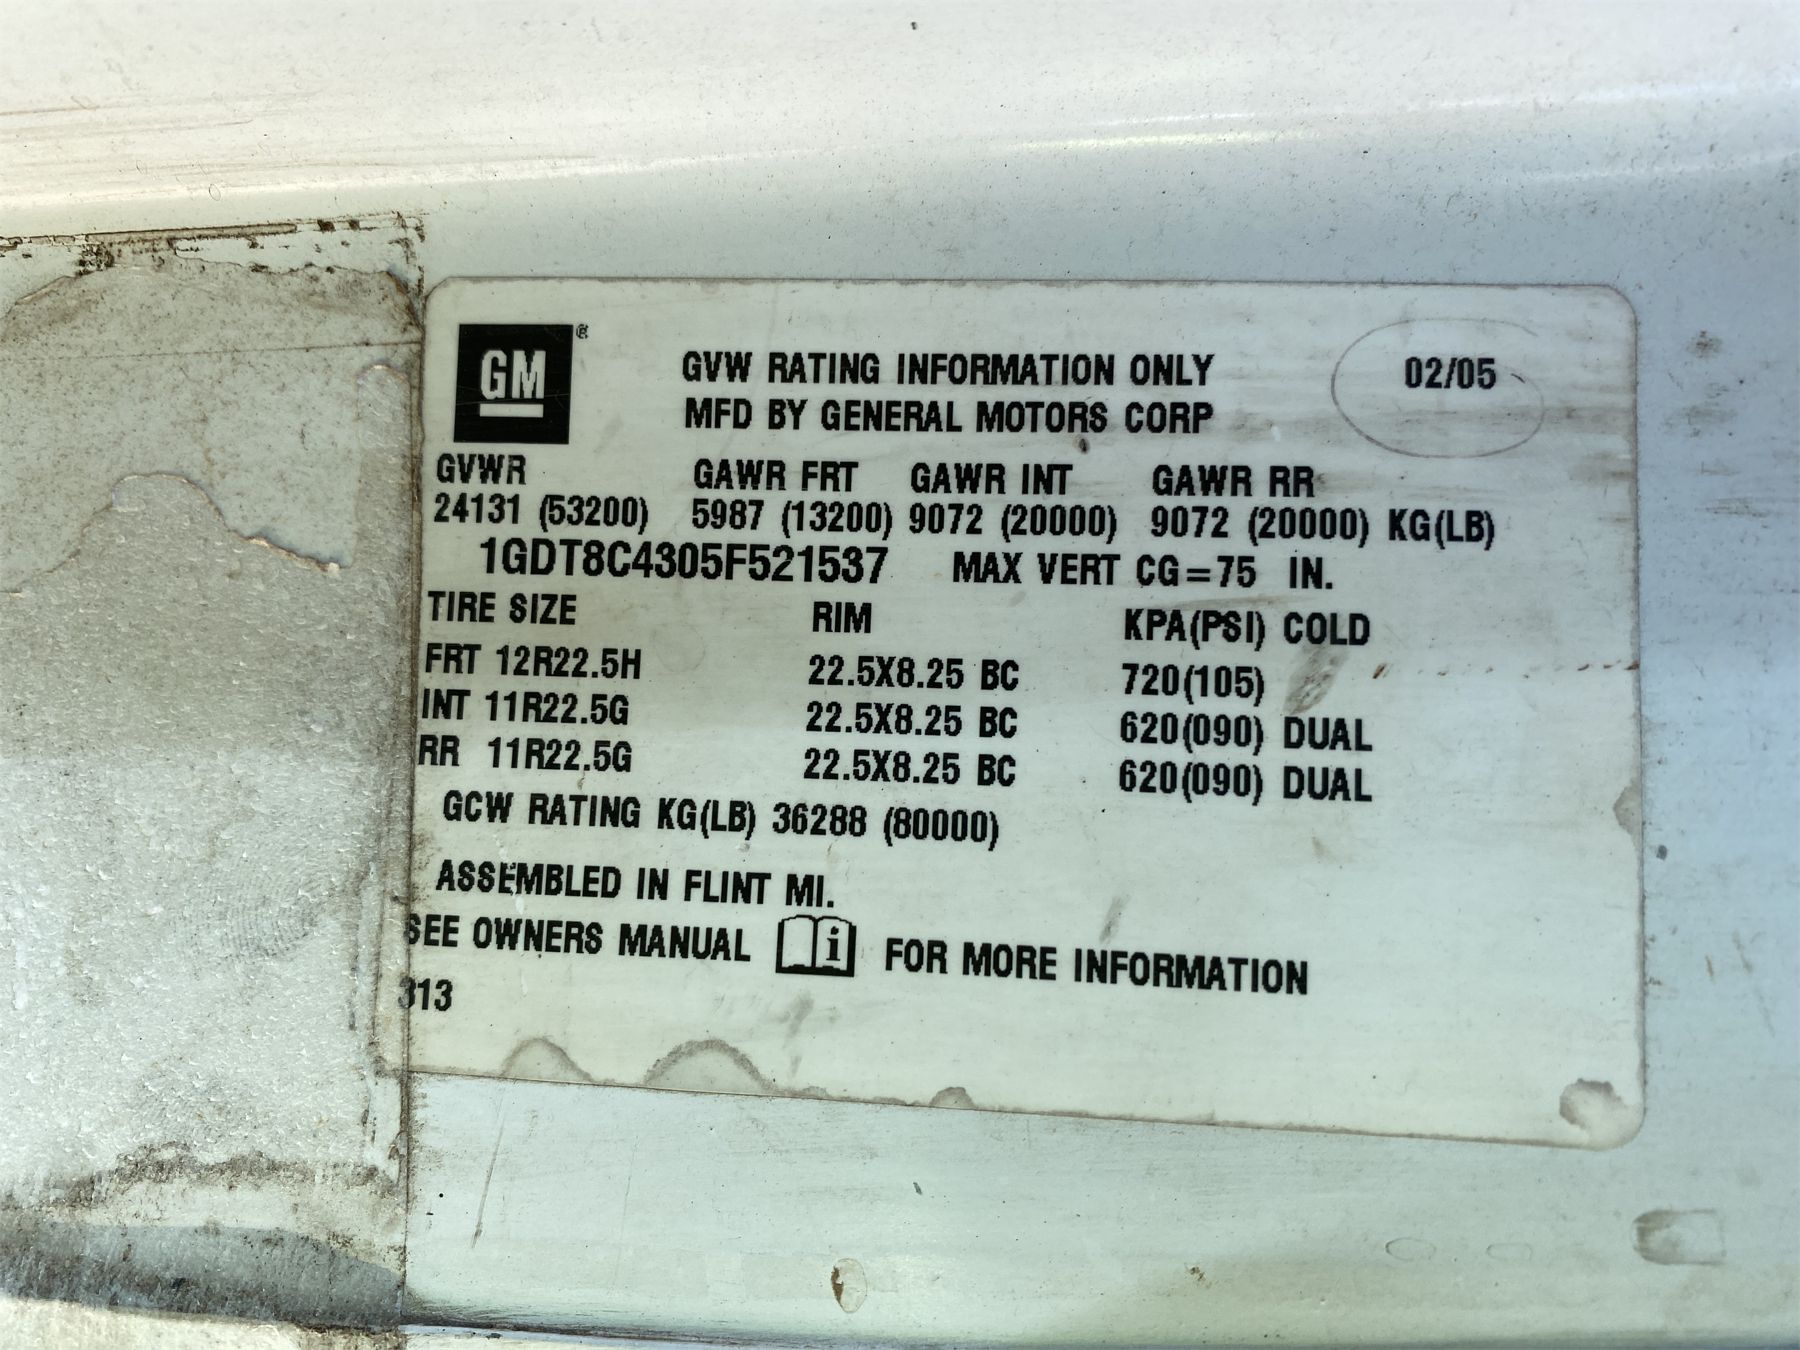 GM®
GVW RATING INFORMATION ONLY 02/05
MFD BY GENERAL MOTORS CORP
GVWR GAWR FRT GAWR INT GAWR RR
24131 (53200) 5987 (13200) 9072 (20000) 9072 (20000) KG(LB)
1GDT8C4305F521537 MAX VERT CG=75 IN.
TIRE SIZE RIM KPA(PSI) COLD
FRT 12R22.5H 22.5X8.25 BC 720(105)
INT 11R22.5G 22.5X8.25 BC 620(090) DUAL
RR 11R22.5G 22.5X8.25 BC 620(090) DUAL
GCW RATING KG(LB) 36288 (80000)
ASSEMBLED IN FLINT MI.
SEE OWNERS MANUAL i FOR MORE INFORMATION
313